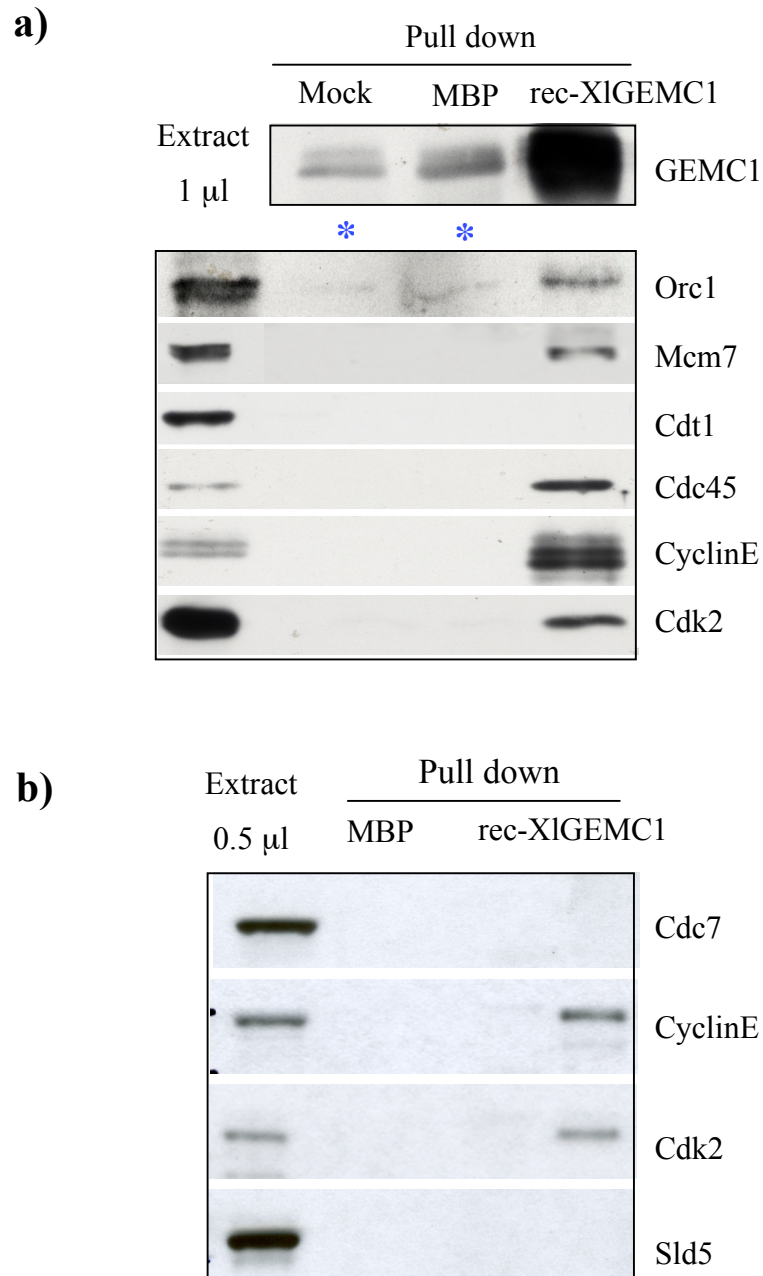 a)
Pull down
Mock MBP rec-XlGEMC1
Extract
1 µl
GEMC1
* *
Orc1
Mcm7
Cdt1
Cdc45
CyclinE
Cdk2
b)
Pull down
Extract
0.5 µl
MBP rec-XlGEMC1
Cdc7
CyclinE
Cdk2
Sld5